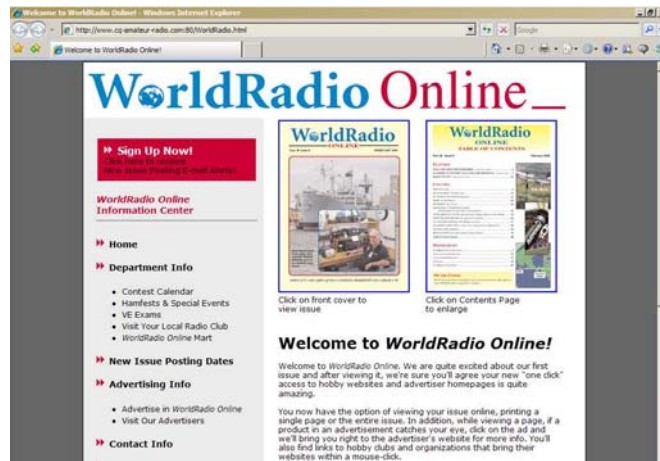 Welcome to WorldRadio Online! - Windows Internet Explorer
http://www.cq-amateur-radio.com:80/WorldRadio.html
Google
Welcome to WorldRadio Online!
WorldRadio Online
Sign Up Now!
Click here to receive
New Issue Posting E-mail Alerts!
WorldRadio Online
Information Center
Home
Department Info
• Contest Calendar
• Hamfests & Special Events
• VE Exams
• Visit Your Local Radio Club
• WorldRadio Online Mart
New Issue Posting Dates
Advertising Info
• Advertise in WorldRadio Online
• Visit Our Advertisers
Contact Info
WorldRadio
ONLINE
Click on front cover to
view issue
WorldRadio
ONLINE
TABLE OF CONTENTS
Click on Contents Page
to enlarge
Welcome to WorldRadio Online!
Welcome to WorldRadio Online. We are quite excited about our first
issue and after viewing it, we're sure you'll agree your new "one click"
access to hobby websites and advertiser homepages is quite
amazing.
You now have the option of viewing your issue online, printing a
single page or the entire issue. In addition, while viewing a page, if a
product in an advertisement catches your eye, click on the ad and
we'll bring you right to the advertiser's website for more info. You'll
also find links to hobby clubs and organizations that bring their
websites within a mouse-click.